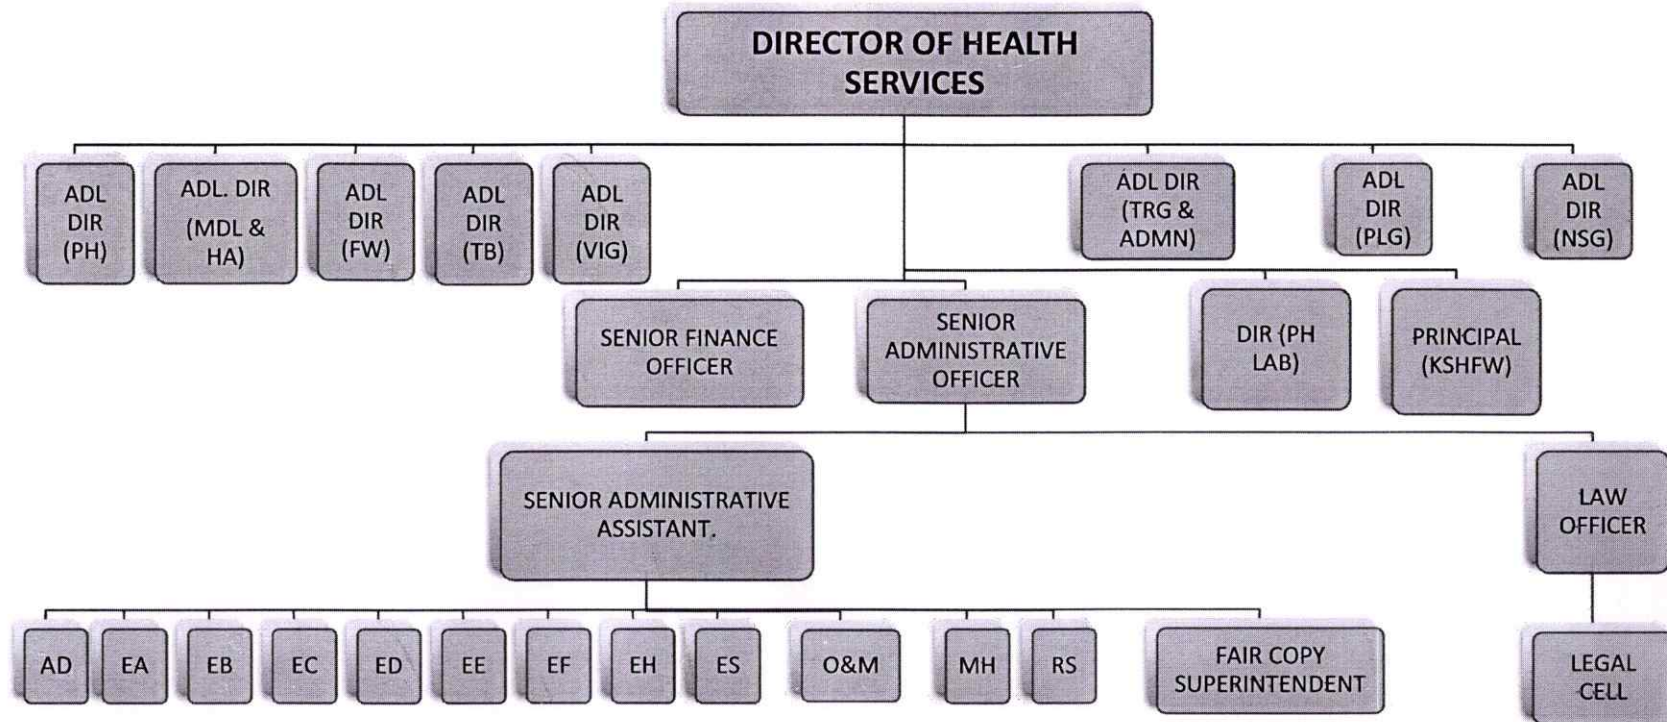 DIRECTOR OF HEALTH
SERVICES
ADL
DIR
(PH)
ADL. DIR
(MDL &
HA)
ADL
DIR
(FW)
ADL
DIR
(TB)
ADL
DIR
(VIG)
ADL DIR
(TRG &
ADMN)
ADL
DIR
(PLG)
ADL
DIR
(NSG)
SENIOR FINANCE
OFFICER
SENIOR
ADMINISTRATIVE
OFFICER
DIR (PH
LAB)
PRINCIPAL
(KSHFW)
SENIOR ADMINISTRATIVE
ASSISTANT.
LAW
OFFICER
AD
EA
EB
EC
ED
EE
EF
EH
ES
O&M
MH
RS
FAIR COPY
SUPERINTENDENT
LEGAL
CELL